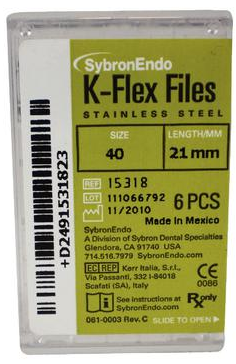 SybronEndo
K-Flex Files
STAINLESS STEEL
SIZE
40
LENGTH/MM
21 mm
REF 15318
LOT 111066792
11/2010
6 PCS
Made in Mexico
SybronEndo
A Division of Sybron Dental Specialties
Glendora, CA 91740 USA
714.516.7979 SybronEndo.com
CE
0086
EC REP Kerr Italia, S.r.l.
Via Passanti, 332 I-84018
Scafati (SA), Italy
See Instructions at
SybronEndo.com
Rx only
061-0003 Rev. C
SLIDE TO OPEN
+D2491531823